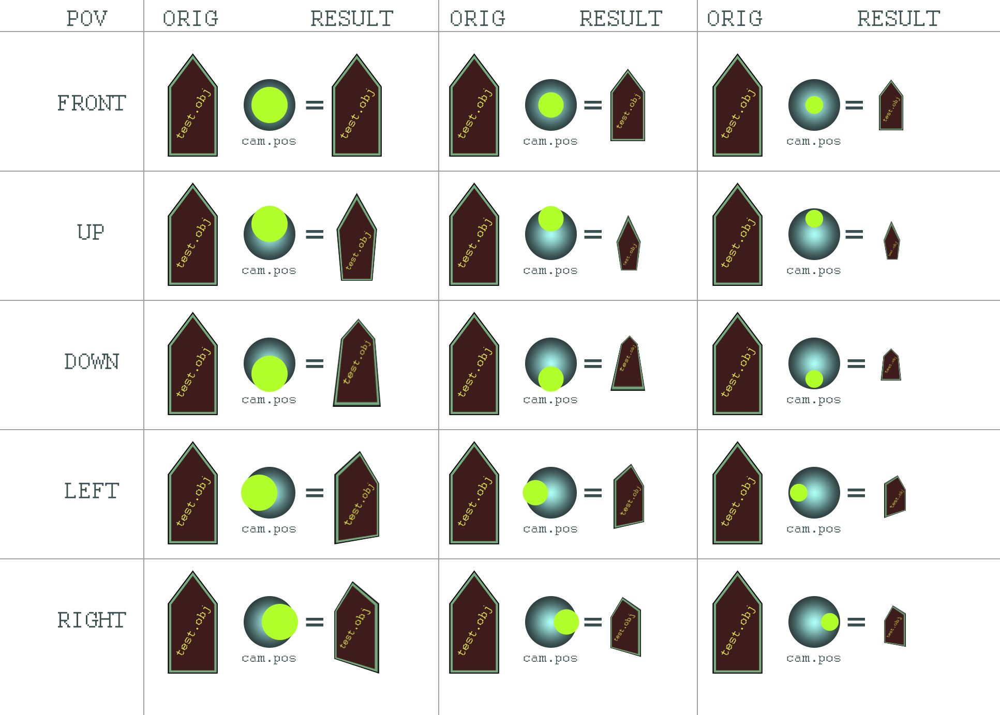 POV ORIG RESULT ORIG RESULT ORIG RESULT
FRONT test.obj cam.pos = test.obj test.obj cam.pos = test.obj test.obj cam.pos = test.obj
UP test.obj cam.pos = test.obj test.obj cam.pos = test.obj test.obj cam.pos = test.obj
DOWN test.obj cam.pos = test.obj test.obj cam.pos = test.obj test.obj cam.pos = test.obj
LEFT test.obj cam.pos = test.obj test.obj cam.pos = test.obj test.obj cam.pos = test.obj
RIGHT test.obj cam.pos = test.obj test.obj cam.pos = test.obj test.obj cam.pos = test.obj